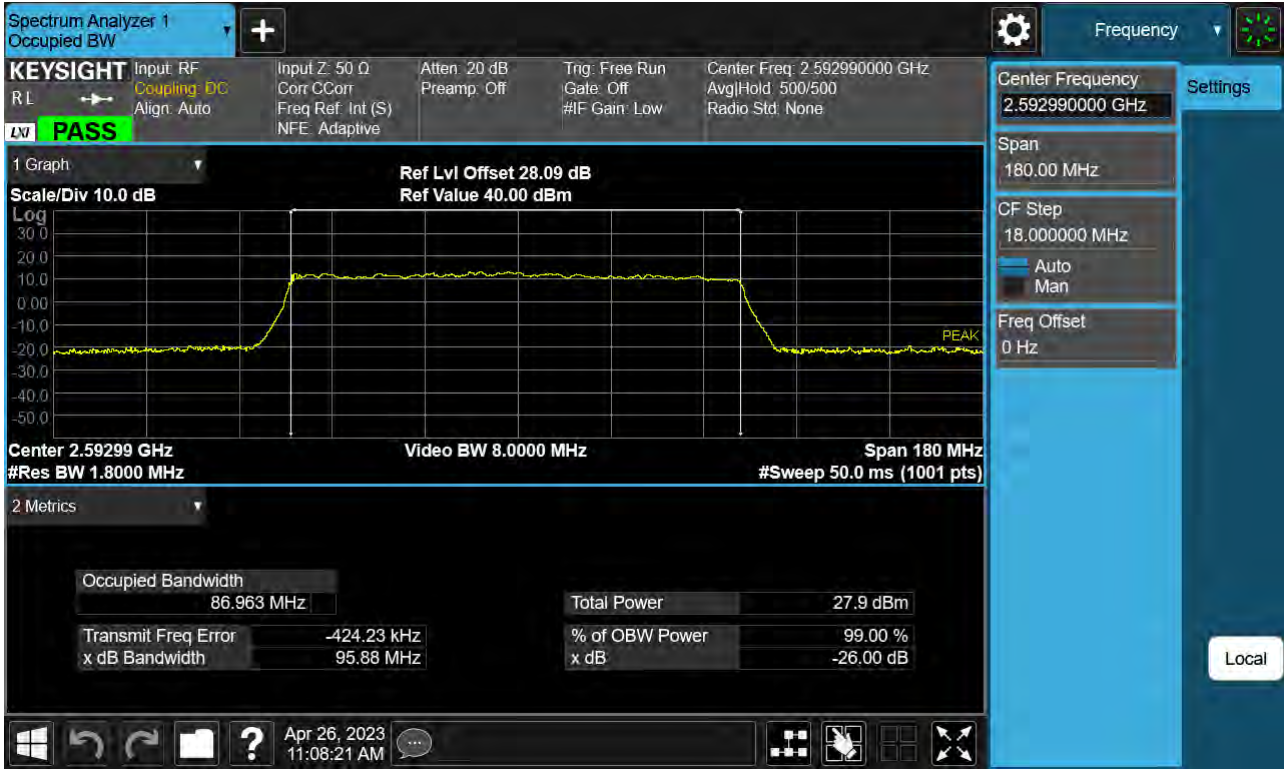 Spectrum Analyzer 1
Occupied BW
Frequency
KEYSIGHT
R L
LXI PASS
Input: RF
Coupling: DC
Align: Auto
Input Z: 50 Ω
Corr CCorr
Freq Ref: Int (S)
NFE: Adaptive
Atten: 20 dB
Preamp: Off
Trig: Free Run
Gate: Off
#IF Gain: Low
Center Freq: 2.592990000 GHz
Avg|Hold: 500/500
Radio Std: None
Center Frequency
2.592990000 GHz
Settings
Span
180.00 MHz
CF Step
18.000000 MHz
Auto
Man
Freq Offset
0 Hz
Local
1 Graph
Scale/Div 10.0 dB
Ref Lvl Offset 28.09 dB
Ref Value 40.00 dBm
Log
30.0
20.0
10.0
0.00
-10.0
-20.0
-30.0
-40.0
-50.0
PEAK
Center 2.59299 GHz
#Res BW 1.8000 MHz
Video BW 8.0000 MHz
Span 180 MHz
#Sweep 50.0 ms (1001 pts)
2 Metrics
Occupied Bandwidth
86.963 MHz
Total Power 27.9 dBm
Transmit Freq Error -424.23 kHz
% of OBW Power 99.00 %
x dB Bandwidth 95.88 MHz
x dB -26.00 dB
?
Apr 26, 2023
11:08:21 AM